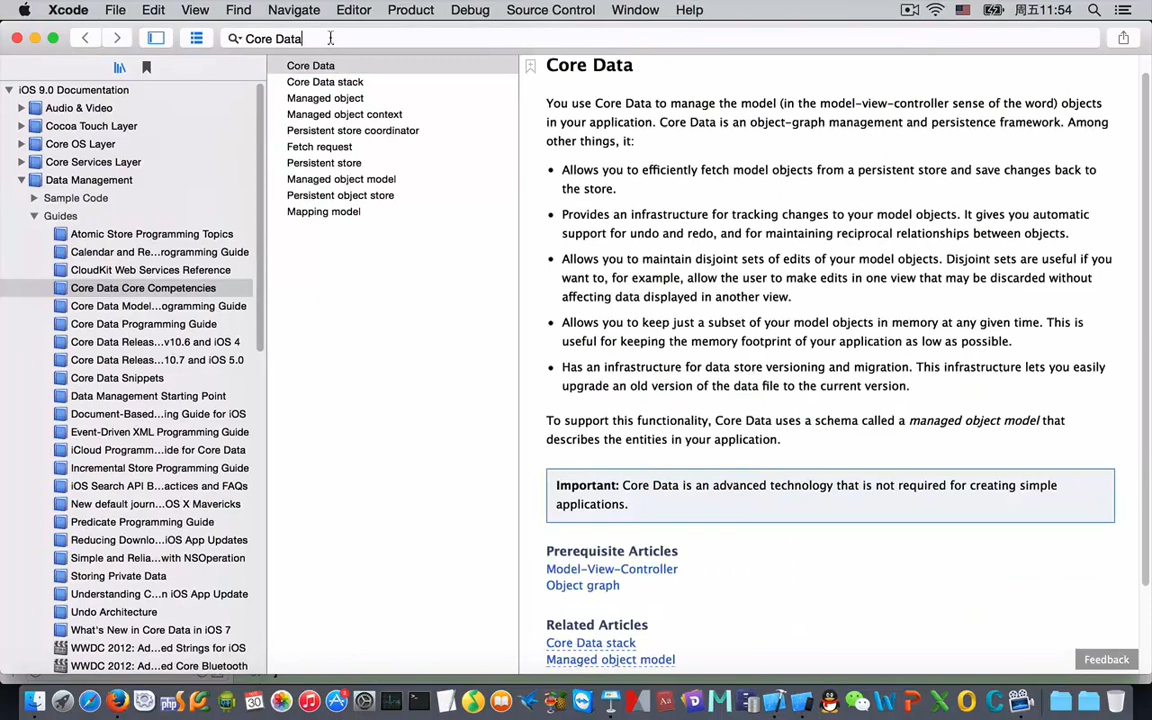 Xcode File Edit View Find Navigate Editor Product Debug Source Control Window Help 周五11:54
Core Data
iOS 9.0 Documentation
Audio & Video
Cocoa Touch Layer
Core OS Layer
Core Services Layer
Data Management
Sample Code
Guides
Atomic Store Programming Topics
Calendar and Re...rogramming Guide
CloudKit Web Services Reference
Core Data Core Competencies
Core Data Model...ogramming Guide
Core Data Programming Guide
Core Data Releas...v10.6 and iOS 4
Core Data Releas...10.7 and iOS 5.0
Core Data Snippets
Data Management Starting Point
Document-Based...ing Guide for iOS
Event-Driven XML Programming Guide
iCloud Programm...ide for Core Data
Incremental Store Programming Guide
iOS Search API B...actices and FAQs
New default journ...OS X Mavericks
Predicate Programming Guide
Reducing Downlo...iOS App Updates
Simple and Relia...with NSOperation
Storing Private Data
Understanding C...n iOS App Update
Undo Architecture
What's New in Core Data in iOS 7
WWDC 2012: Ad...ed Strings for iOS
WWDC 2012: Ad...ed Core Bluetooth
Core Data
Core Data stack
Managed object
Managed object context
Persistent store coordinator
Fetch request
Persistent store
Managed object model
Persistent object store
Mapping model
Core Data
You use Core Data to manage the model (in the model-view-controller sense of the word) objects
in your application. Core Data is an object-graph management and persistence framework. Among
other things, it:
• Allows you to efficiently fetch model objects from a persistent store and save changes back to
the store.
• Provides an infrastructure for tracking changes to your model objects. It gives you automatic
support for undo and redo, and for maintaining reciprocal relationships between objects.
• Allows you to maintain disjoint sets of edits of your model objects. Disjoint sets are useful if you
want to, for example, allow the user to make edits in one view that may be discarded without
affecting data displayed in another view.
• Allows you to keep just a subset of your model objects in memory at any given time. This is
useful for keeping the memory footprint of your application as low as possible.
• Has an infrastructure for data store versioning and migration. This infrastructure lets you easily
upgrade an old version of the data file to the current version.
To support this functionality, Core Data uses a schema called a managed object model that
describes the entities in your application.
Important: Core Data is an advanced technology that is not required for creating simple
applications.
Prerequisite Articles
Model-View-Controller
Object graph
Related Articles
Core Data stack
Managed object model
Feedback